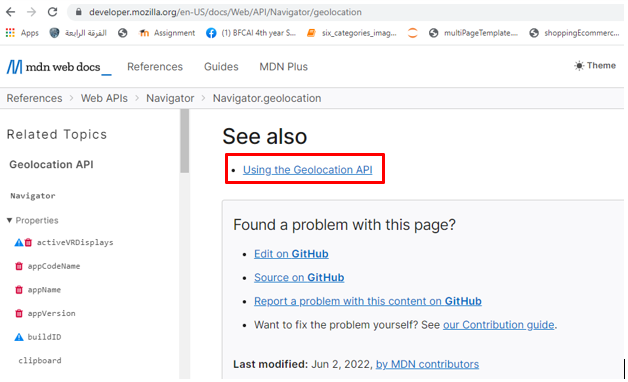 developer.mozilla.org/en-US/docs/Web/API/Navigator/geolocation
Apps الفرقة الرابعة Assignment (1) BFCAI 4th year S... six_categories_imag... multiPageTemplate... shoppingEcommerc...
mdn web docs_ References Guides MDN Plus Theme
References > Web APIs > Navigator > Navigator.geolocation
Related Topics
Geolocation API
Navigator
Properties
activeVRDisplays
appCodeName
appName
appVersion
buildID
clipboard
See also
Using the Geolocation API
Found a problem with this page?
Edit on GitHub
Source on GitHub
Report a problem with this content on GitHub
Want to fix the problem yourself? See our Contribution guide.
Last modified: Jun 2, 2022, by MDN contributors